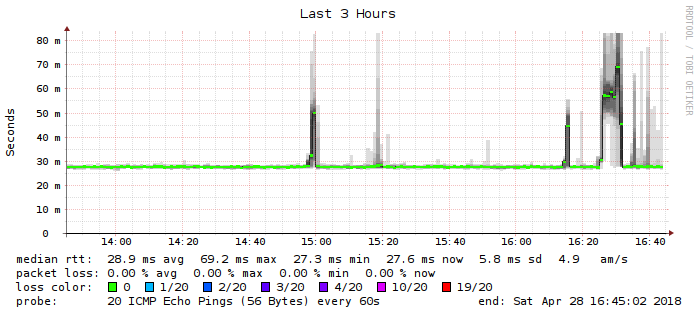 Last 3 Hours
RRDTOOL / TOBI OETIKER
Seconds
80 m
70 m
60 m
50 m
40 m
30 m
20 m
10 m
0
14:00 14:20 14:40 15:00 15:20 15:40 16:00 16:20 16:40
median rtt: 28.9 ms avg 69.2 ms max 27.3 ms min 27.6 ms now 5.8 ms sd 4.9 am/s
packet loss: 0.00 % avg 0.00 % max 0.00 % min 0.00 % now
loss color: 0 1/20 2/20 3/20 4/20 10/20 19/20
probe: 20 ICMP Echo Pings (56 Bytes) every 60s end: Sat Apr 28 16:45:02 2018